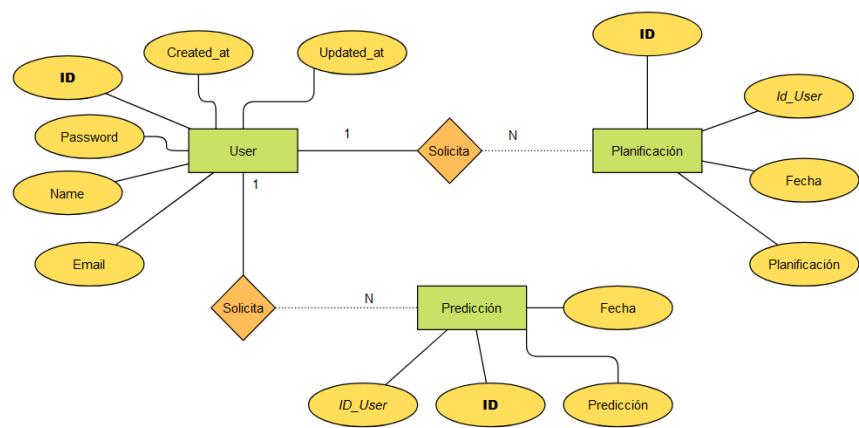 Created_at
Updated_at
ID
ID
Id_User
Password
User
1
Solicita
N
Planificación
Fecha
Name
1
Email
Planificación
Solicita
N
Predicción
Fecha
ID_User
ID
Predicción